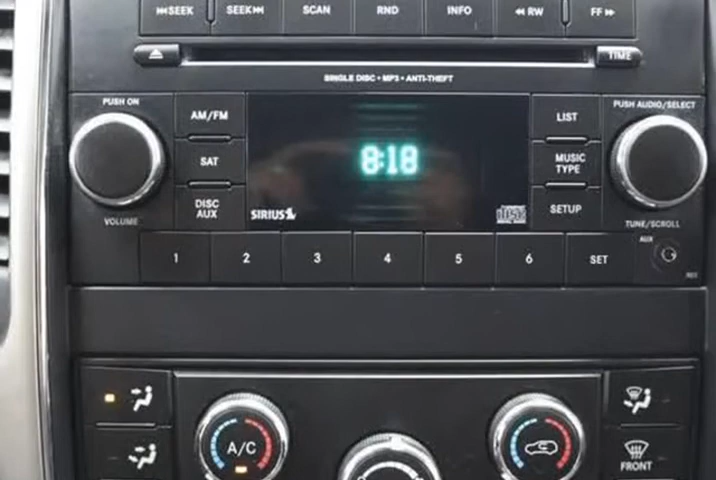 ⏮SEEK SEEK⏭ SCAN RND INFO ◀◀ RW FF ▶▶
TIME
SINGLE DISC • MP3 • ANTI-THEFT
PUSH ON
PUSH AUDIO/SELECT
AM/FM
LIST
SAT
8:18
MUSIC
TYPE
DISC
AUX
SIRIUS
disc
SETUP
VOLUME
TUNE/SCROLL
1 2 3 4 5 6 SET
AUX
A/C
FRONT